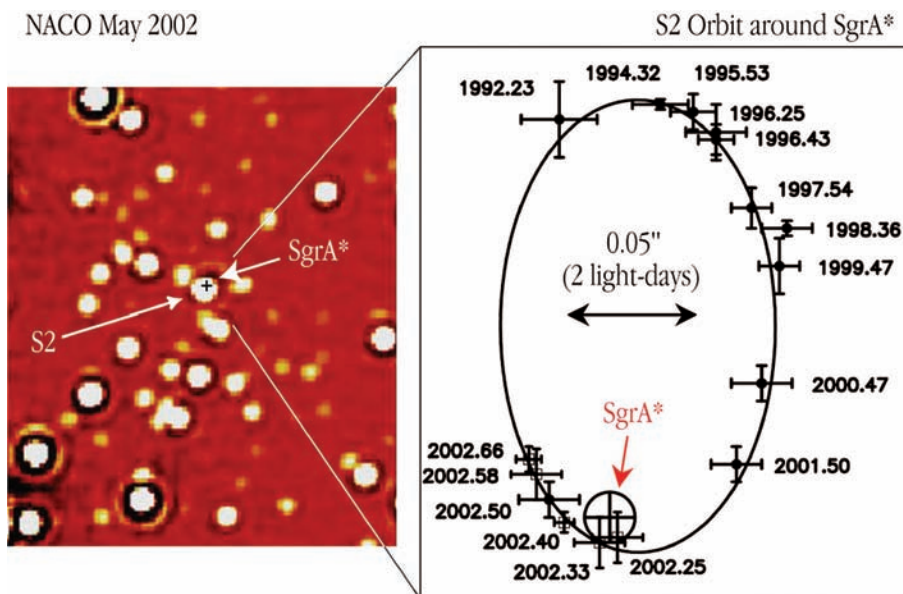 NACO May 2002
S2 Orbit around SgrA*
SgrA*
S2
1992.23
1994.32
1995.53
1996.25
1996.43
1997.54
1998.36
1999.47
0.05"
(2 light-days)
2000.47
SgrA*
2001.50
2002.66
2002.58
2002.50
2002.40
2002.33
2002.25